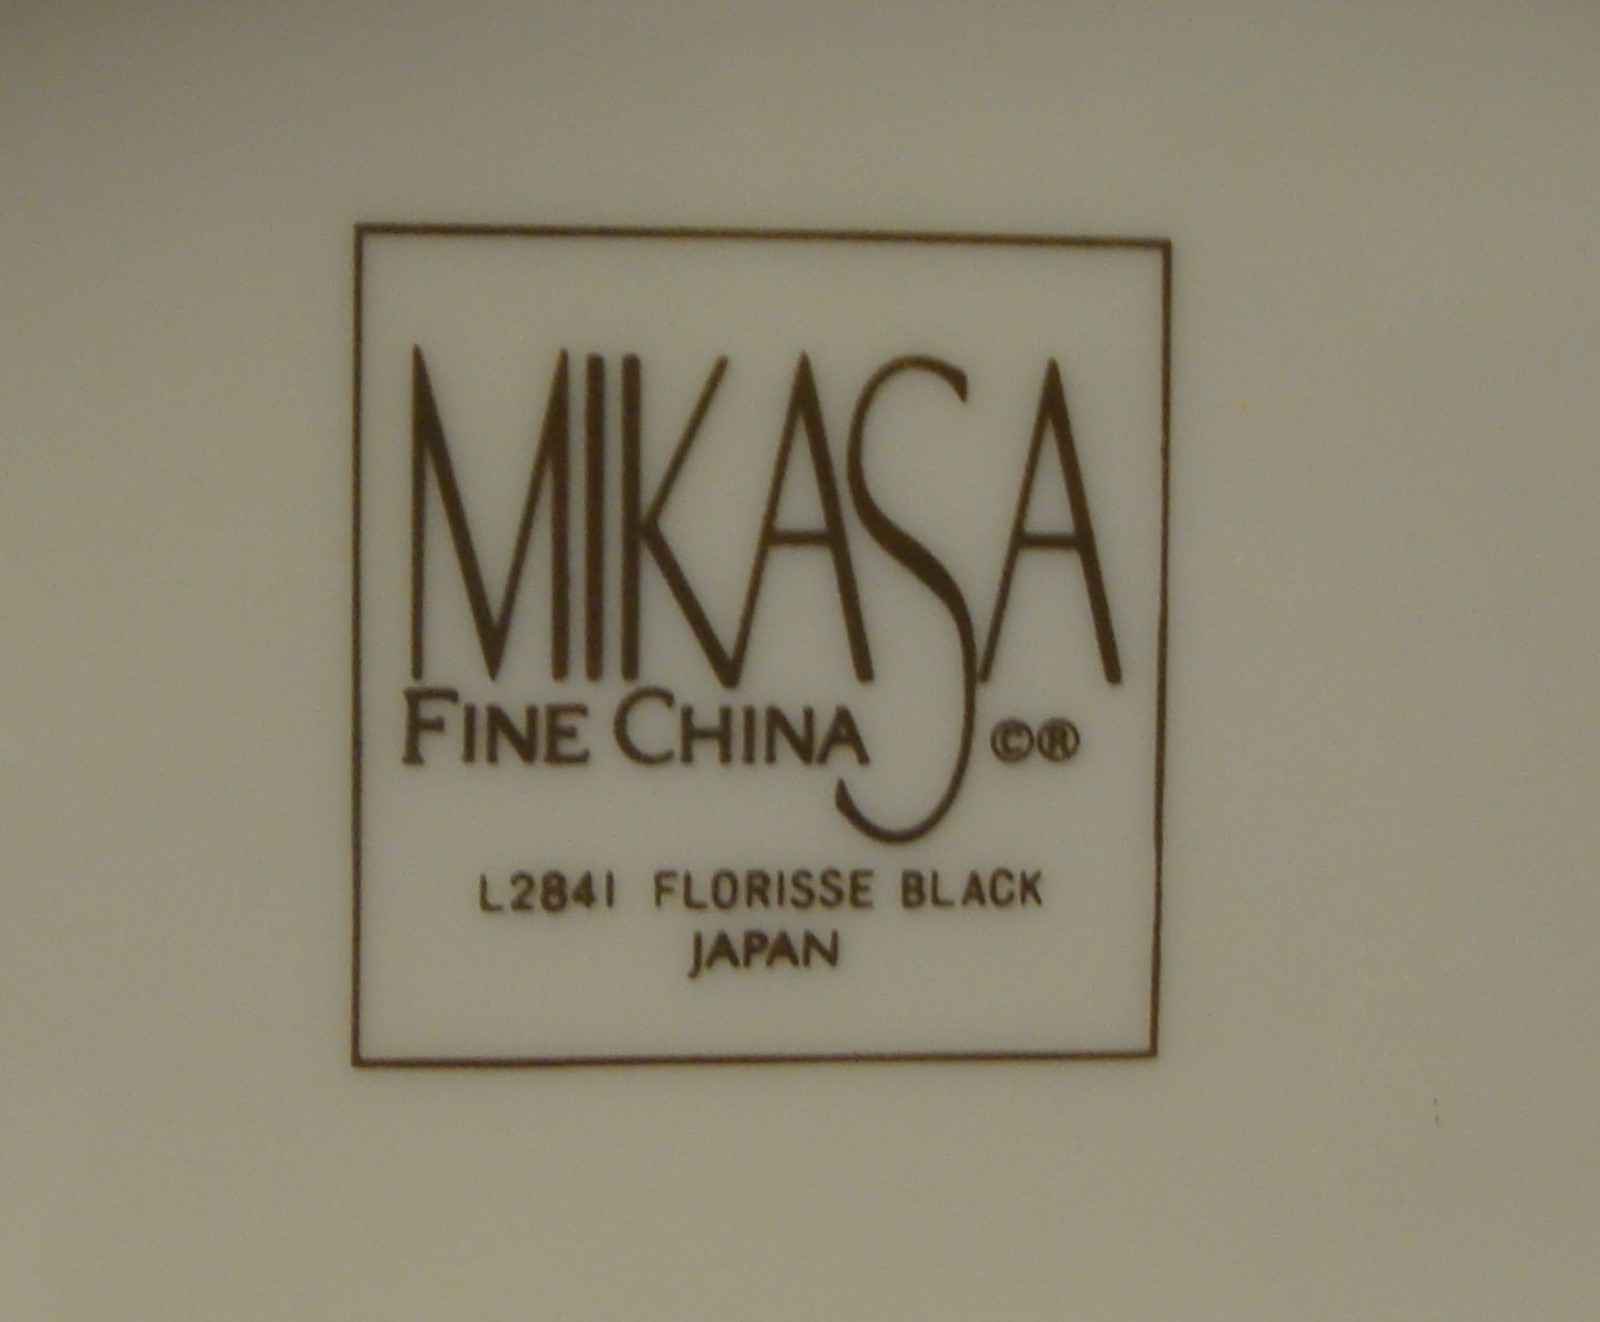 MIKASA
FINE CHINA ©®
L2841 FLORISSE BLACK
JAPAN